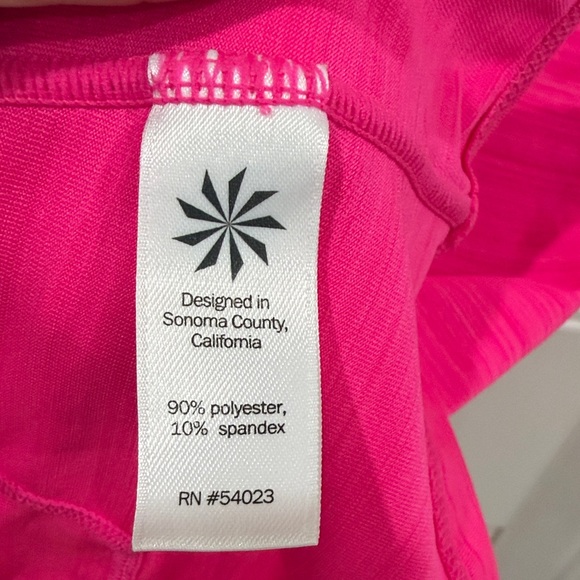 Designed in
Sonoma County,
California
90% polyester,
10% spandex
RN #54023